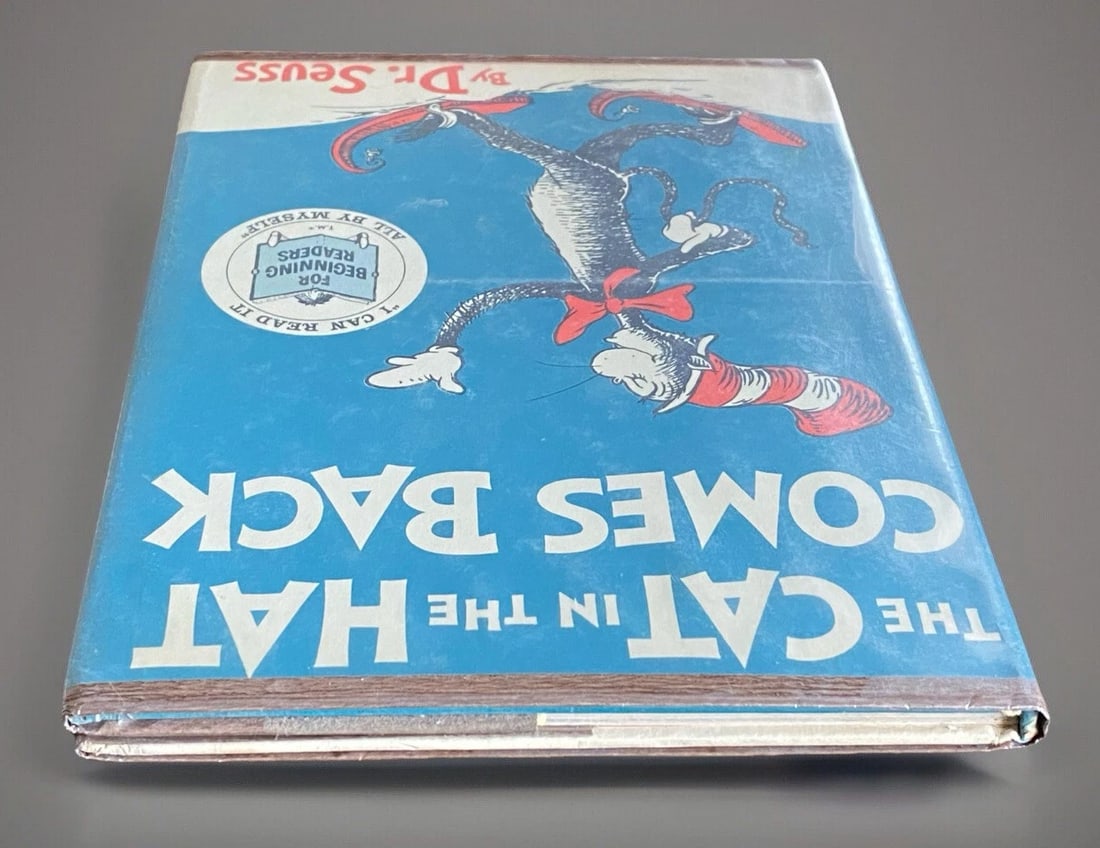 THE CAT IN THE HAT
COMES BACK
"I CAN READ IT
ALL BY MYSELF"
FOR
BEGINNING
READERS
T.M.*
By Dr. Seuss